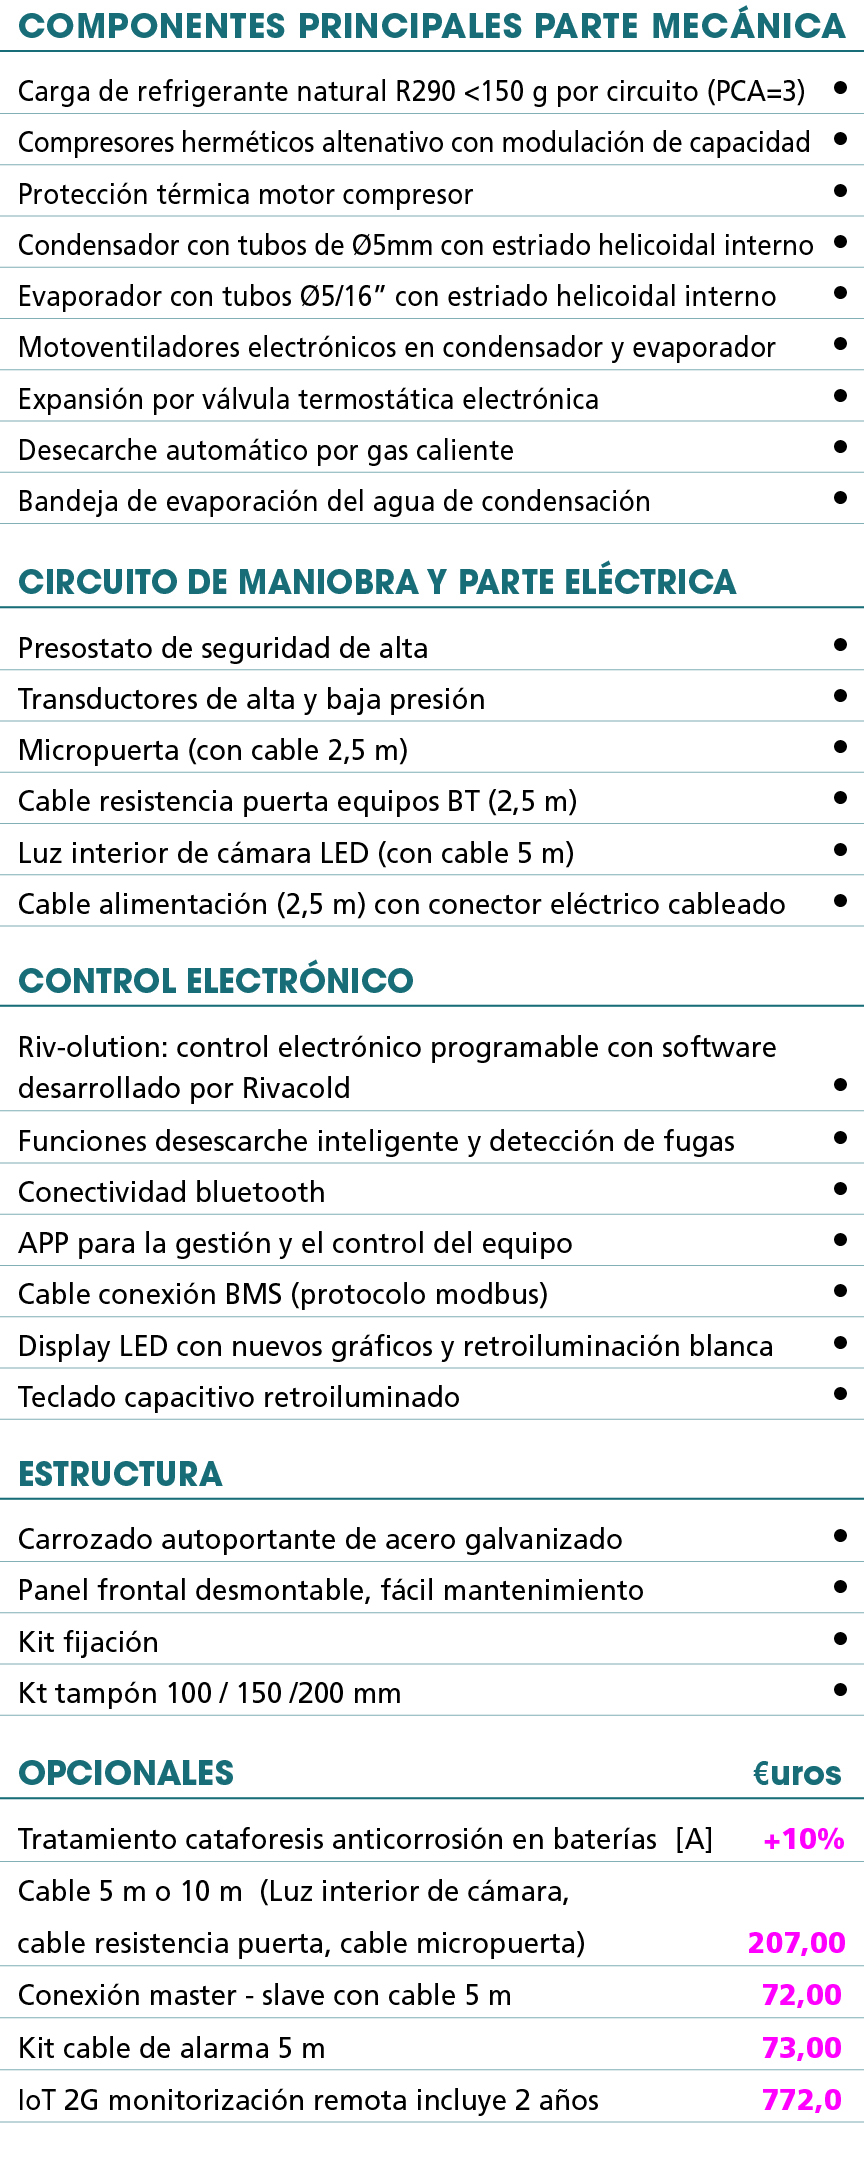 COMPONENTES PRINCIPALES PARTE MECÁNICA
Carga de refrigerante natural R290 <150 g por circuito (PCA=3) •
Compresores herméticos altenativo con modulación de capacidad •
Protección térmica motor compresor •
Condensador con tubos de Ø5mm con estriado helicoidal interno •
Evaporador con tubos Ø5/16” con estriado helicoidal interno •
Motoventiladores electrónicos en condensador y evaporador •
Expansión por válvula termostática electrónica •
Desecarche automático por gas caliente •
Bandeja de evaporación del agua de condensación •
CIRCUITO DE MANIOBRA Y PARTE ELÉCTRICA
Presostato de seguridad de alta •
Transductores de alta y baja presión •
Micropuerta (con cable 2,5 m) •
Cable resistencia puerta equipos BT (2,5 m) •
Luz interior de cámara LED (con cable 5 m) •
Cable alimentación (2,5 m) con conector eléctrico cableado •
CONTROL ELECTRÓNICO
Riv-olution: control electrónico programable con software
desarrollado por Rivacold •
Funciones desescarche inteligente y detección de fugas •
Conectividad bluetooth •
APP para la gestión y el control del equipo •
Cable conexión BMS (protocolo modbus) •
Display LED con nuevos gráficos y retroiluminación blanca •
Teclado capacitivo retroiluminado •
ESTRUCTURA
Carrozado autoportante de acero galvanizado •
Panel frontal desmontable, fácil mantenimiento •
Kit fijación •
Kt tampón 100 / 150 /200 mm •
OPCIONALES €uros
Tratamiento cataforesis anticorrosión en baterías [A] +10%
Cable 5 m o 10 m (Luz interior de cámara,
cable resistencia puerta, cable micropuerta) 207,00
Conexión master - slave con cable 5 m 72,00
Kit cable de alarma 5 m 73,00
IoT 2G monitorización remota incluye 2 años 772,0